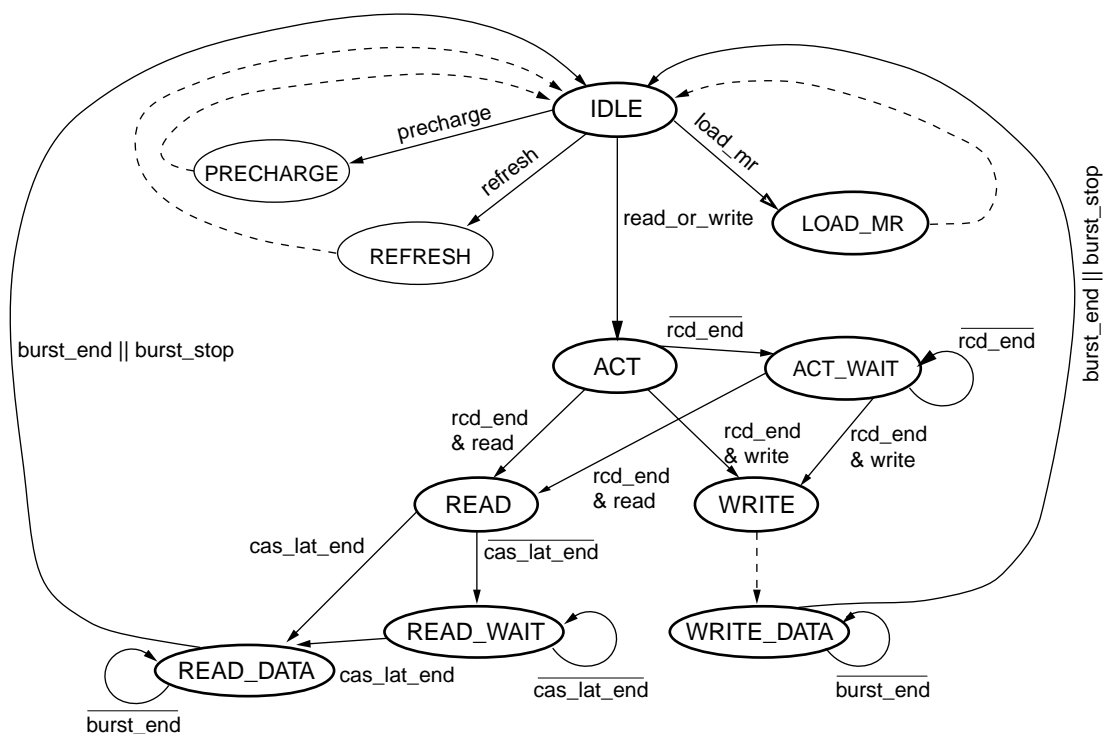 IDLE
precharge
load_mr
PRECHARGE
refresh
read_or_write
LOAD_MR
REFRESH
burst_end || burst_stop
rcd_end
rcd_end
burst_end || burst_stop
ACT
ACT_WAIT
rcd_end
& read
rcd_end
& write
rcd_end
& write
rcd_end
& read
READ
WRITE
cas_lat_end
cas_lat_end
READ_WAIT
WRITE_DATA
READ_DATA
cas_lat_end
cas_lat_end
burst_end
burst_end